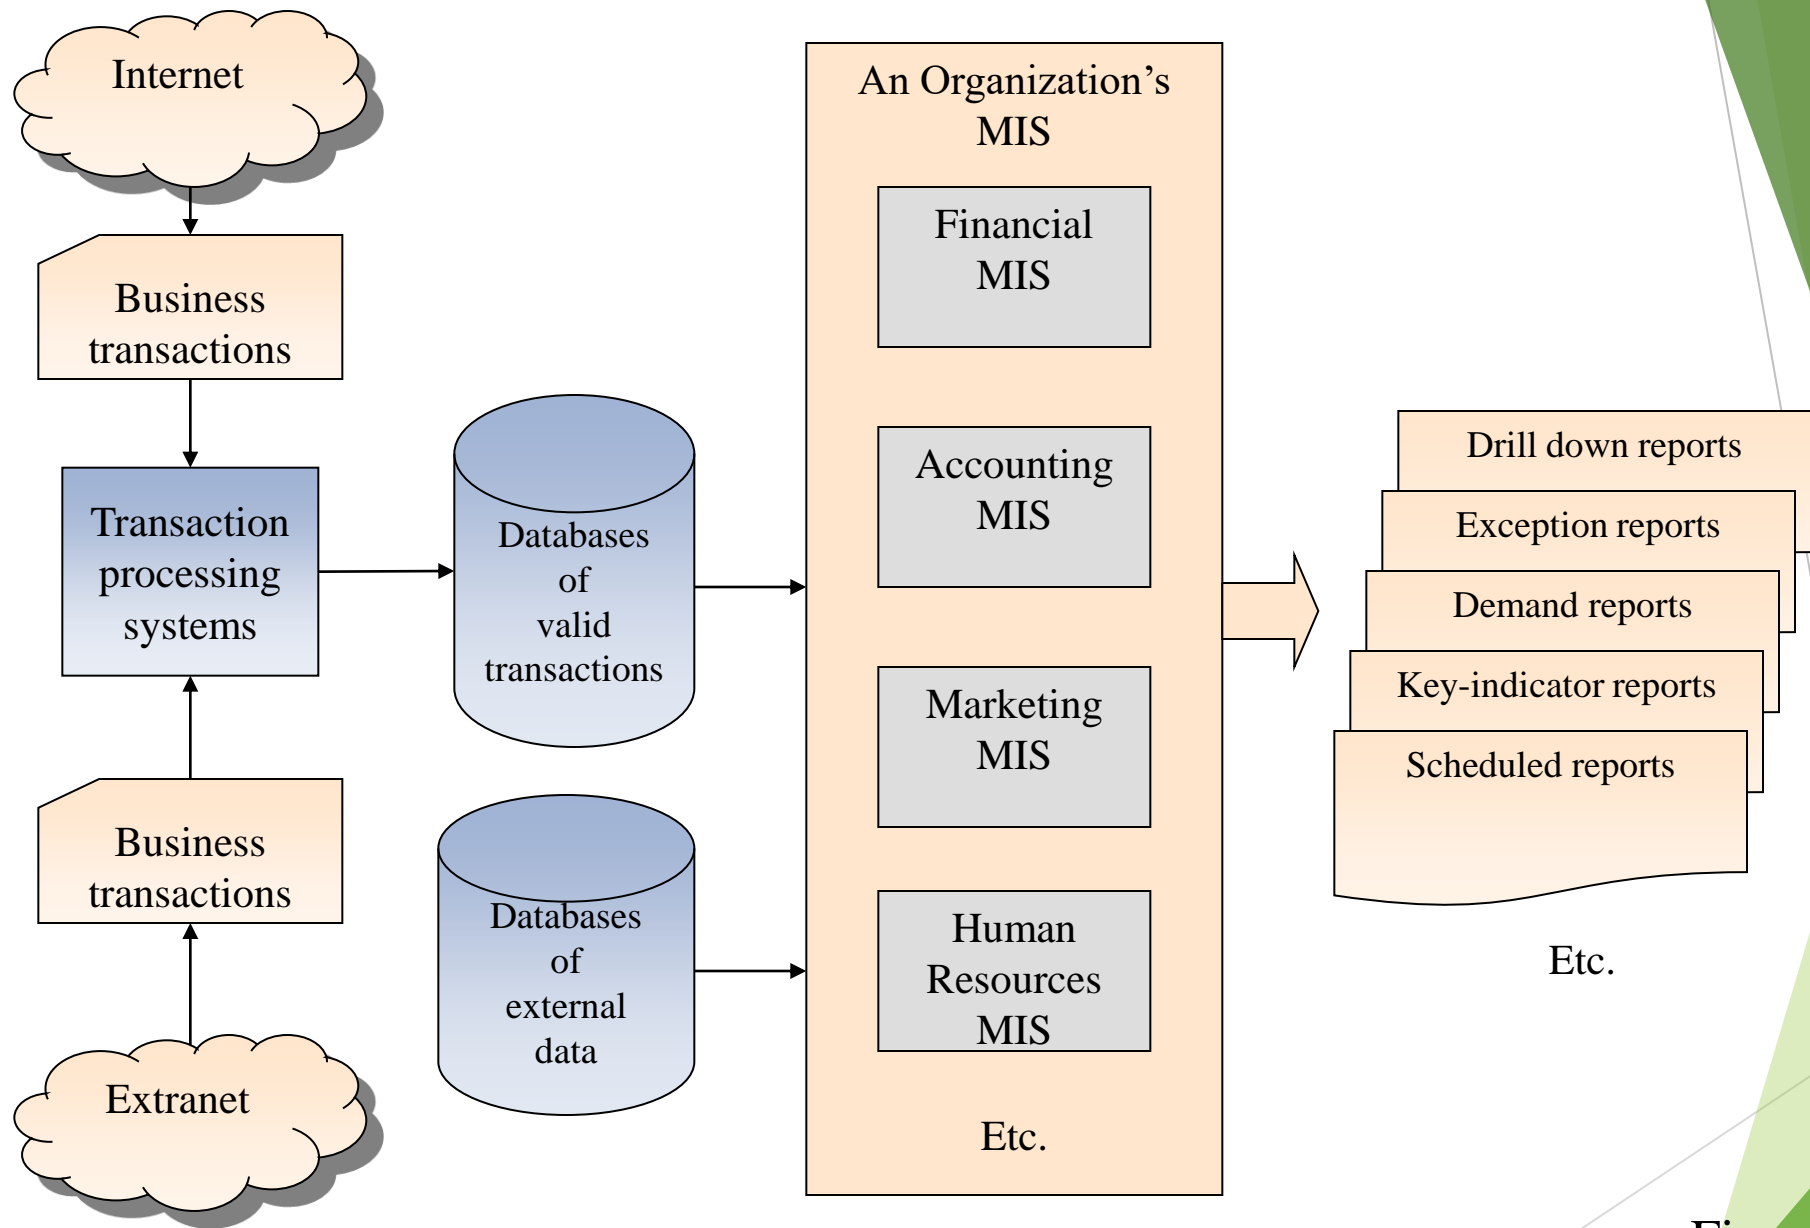 Internet
Business
transactions
Transaction
processing
systems
Business
transactions
Extranet
Databases
of
valid
transactions
Databases
of
external
data
An Organization’s
MIS
Financial
MIS
Accounting
MIS
Marketing
MIS
Human
Resources
MIS
Etc.
Drill down reports
Exception reports
Demand reports
Key-indicator reports
Scheduled reports
Etc.